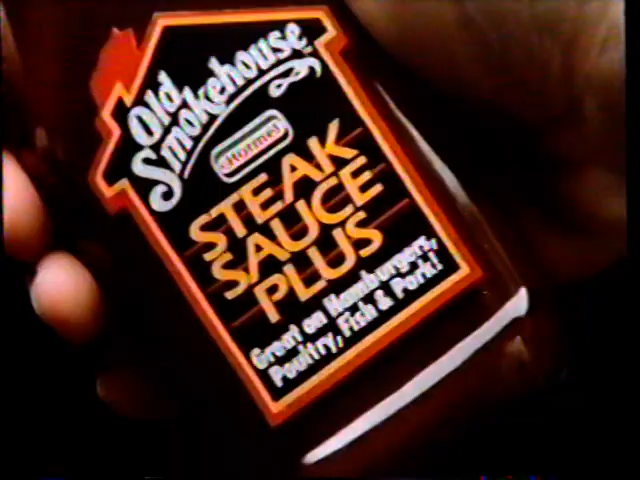 Old
Smokehouse
Hormel
STEAK
SAUCE
PLUS
Great on Hamburgers,
Poultry, Fish & Pork!